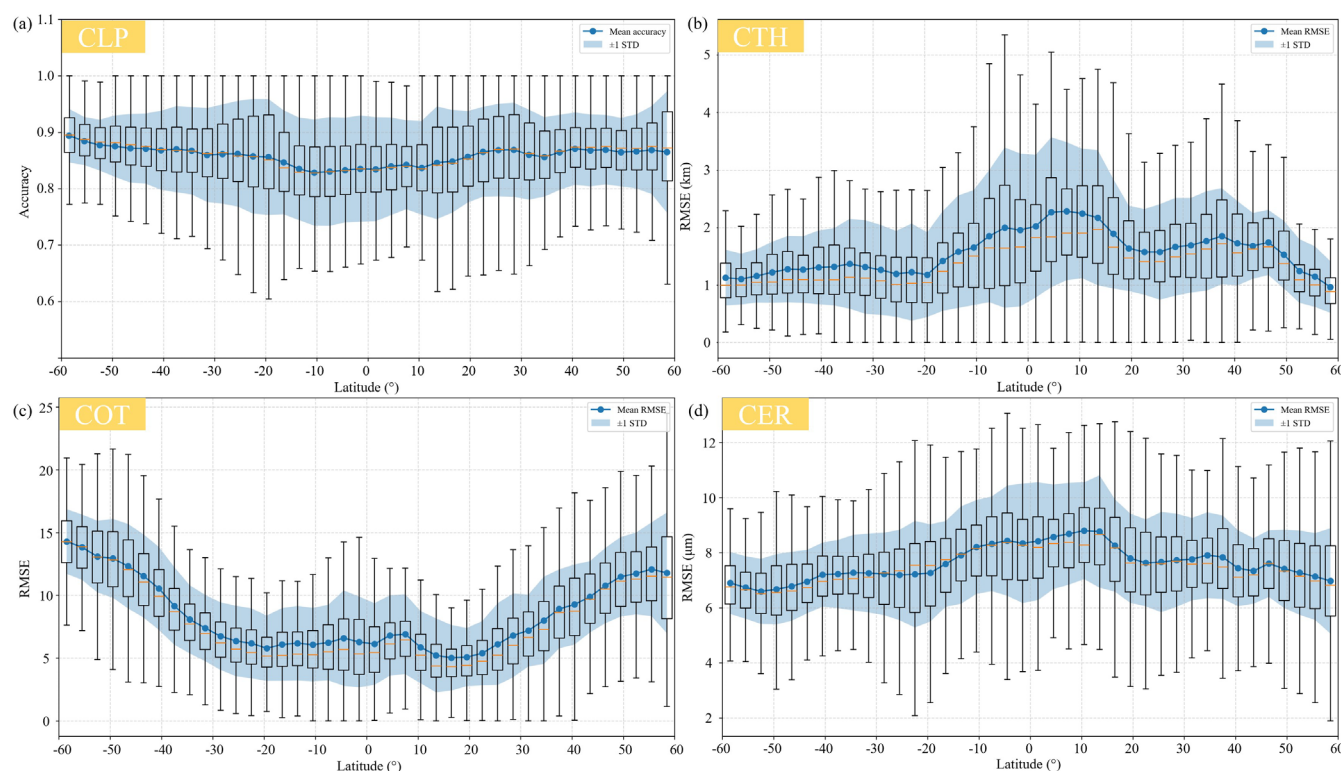 (a)
CLP
Mean accuracy
±1 STD
1.1
1.0
0.9
0.8
0.7
0.6
Accuracy
-60 -50 -40 -30 -20 -10 0 10 20 30 40 50 60
Latitude (°)
(b)
CTH
Mean RMSE
±1 STD
5
4
3
2
1
0
RMSE (km)
-60 -50 -40 -30 -20 -10 0 10 20 30 40 50 60
Latitude (°)
(c)
COT
Mean RMSE
±1 STD
25
20
15
10
5
0
RMSE
-60 -50 -40 -30 -20 -10 0 10 20 30 40 50 60
Latitude (°)
(d)
CER
Mean RMSE
±1 STD
12
10
8
6
4
2
RMSE (μm)
-60 -50 -40 -30 -20 -10 0 10 20 30 40 50 60
Latitude (°)